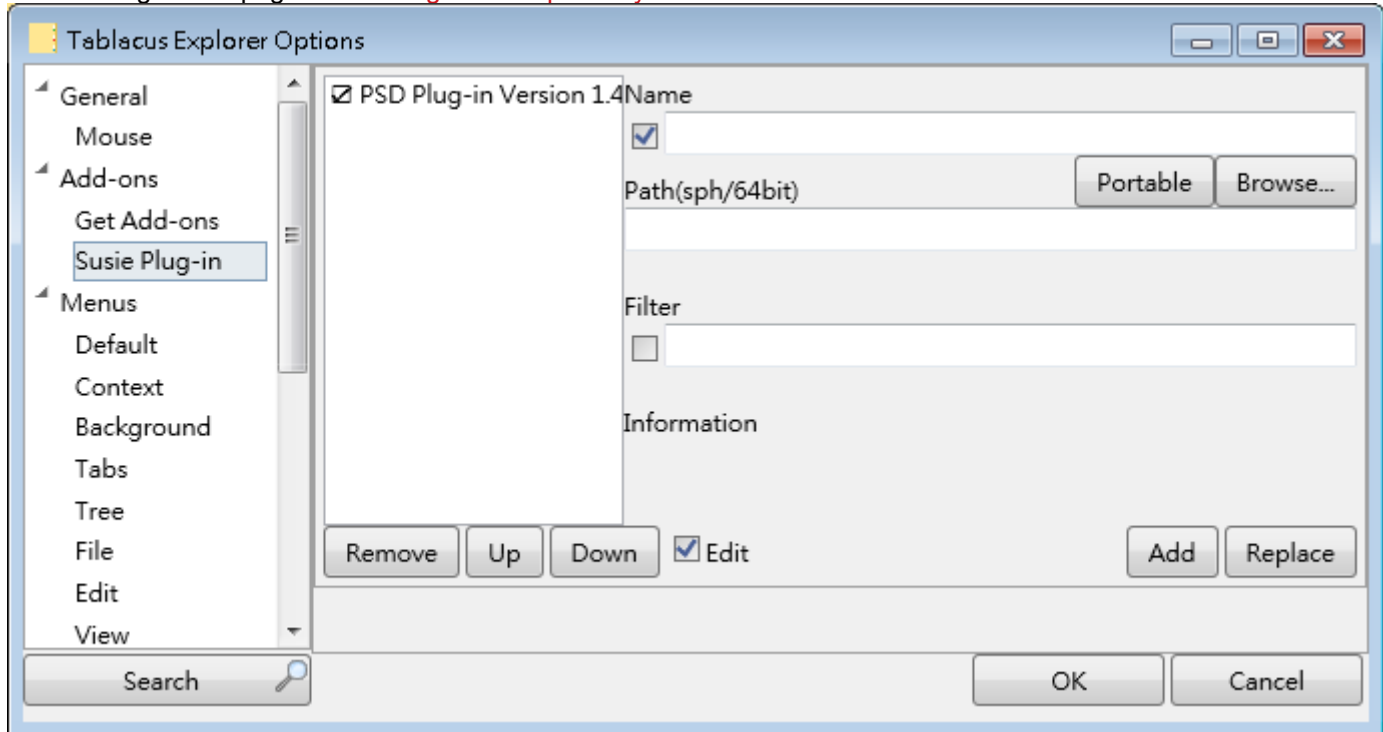 Tablacus Explorer Options
General
Mouse
Add-ons
Get Add-ons
Susie Plug-in
Menus
Default
Context
Background
Tabs
Tree
File
Edit
View
Search
PSD Plug-in Version 1.4
Remove Up Down Edit
Name
Path(sph/64bit) Portable Browse...
Filter
Information
Add Replace
OK Cancel